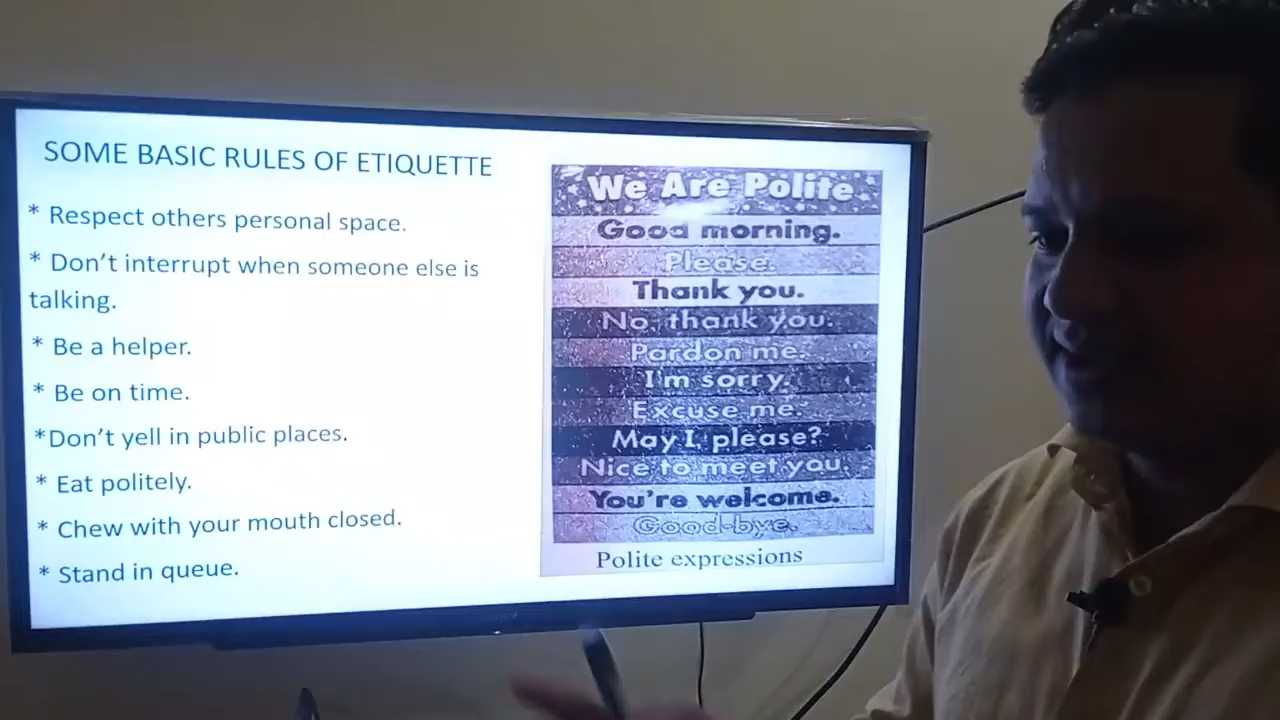 SOME BASIC RULES OF ETIQUETTE
* Respect others personal space.
* Don't interrupt when someone else is
talking.
* Be a helper.
* Be on time.
*Don't yell in public places.
* Eat politely.
* Chew with your mouth closed.
* Stand in queue.
We Are Polite.
Good morning.
Please.
Thank you.
No, thank you.
Pardon me.
I'm sorry.
Excuse me.
May I, please?
Nice to meet you.
You're welcome.
Good-bye.
Polite expressions